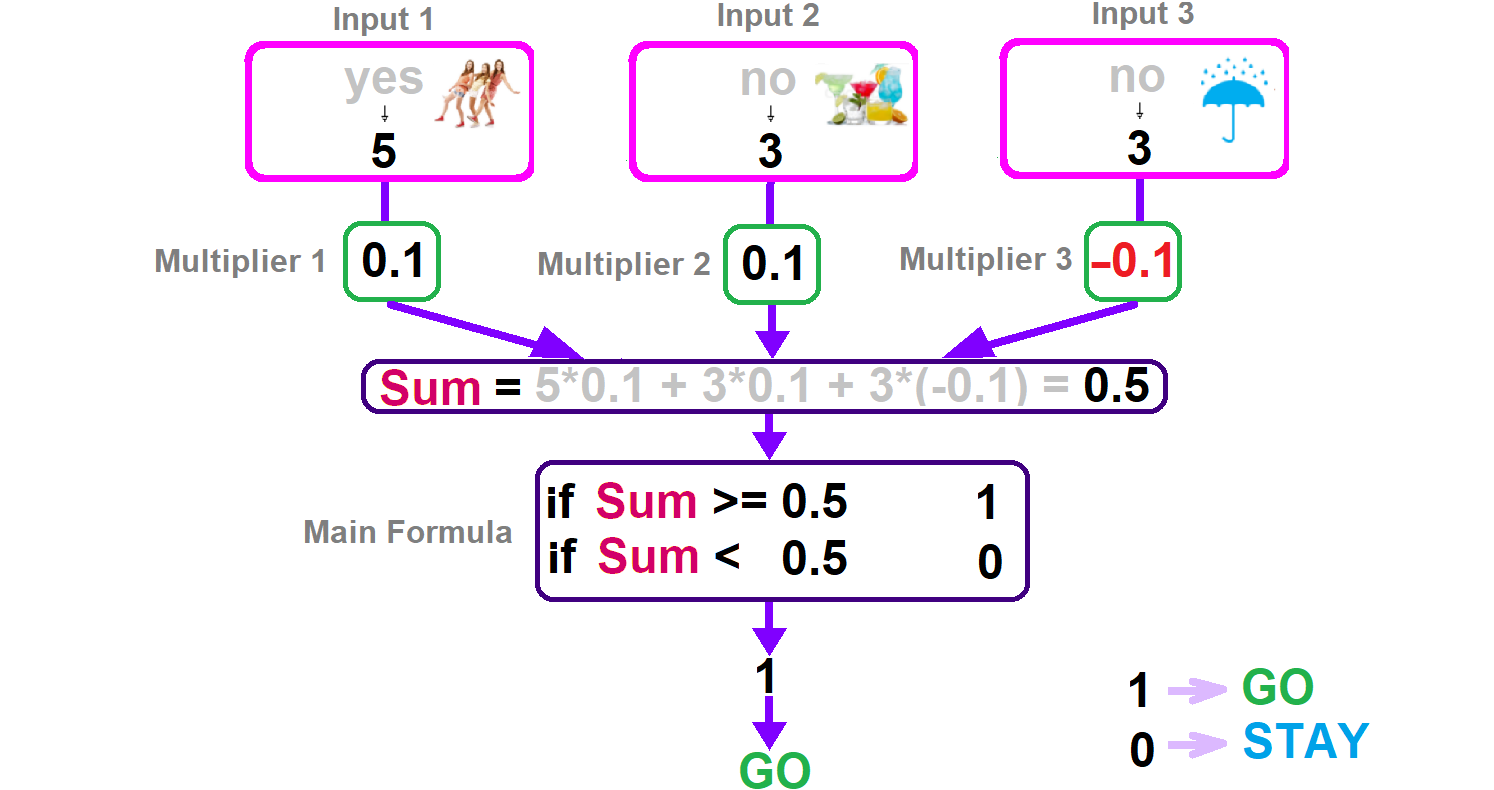 Input 1
Input 2
Input 3
yes
no
no
5
3
3
Multiplier 1
0.1
Multiplier 2
0.1
Multiplier 3
-0.1
Sum = 5*0.1 + 3*0.1 + 3*(-0.1) = 0.5
Main Formula
if Sum >= 0.5 1
if Sum < 0.5 0
1
GO
1 GO
0 STAY